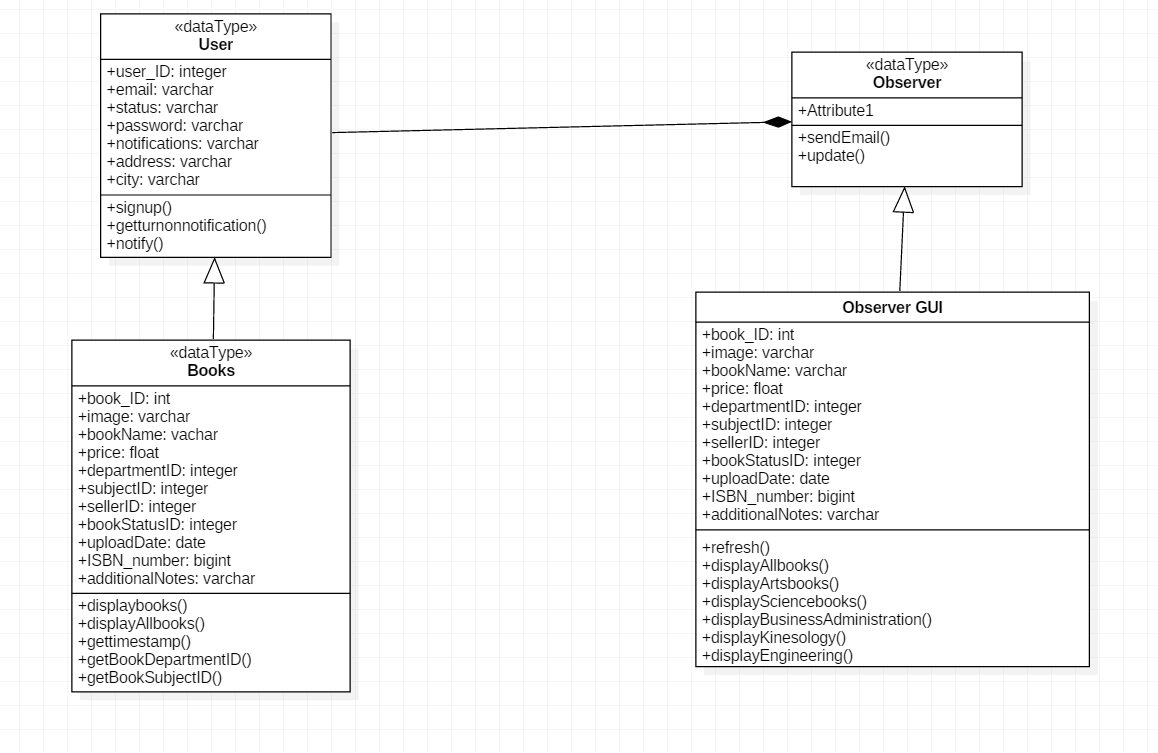 «dataType»
User
+user_ID: integer
+email: varchar
+status: varchar
+password: varchar
+notifications: varchar
+address: varchar
+city: varchar
+signup()
+getturnonnotification()
+notify()
«dataType»
Observer
+Attribute1
+sendEmail()
+update()
«dataType»
Books
+book_ID: int
+image: varchar
+bookName: vachar
+price: float
+departmentID: integer
+subjectID: integer
+sellerID: integer
+bookStatusID: integer
+uploadDate: date
+ISBN_number: bigint
+additionalNotes: varchar
+displaybooks()
+displayAllbooks()
+gettimestamp()
+getBookDepartmentID()
+getBookSubjectID()
Observer GUI
+book_ID: int
+image: varchar
+bookName: varchar
+price: float
+departmentID: integer
+subjectID: integer
+sellerID: integer
+bookStatusID: integer
+uploadDate: date
+ISBN_number: bigint
+additionalNotes: varchar
+refresh()
+displayAllbooks()
+displayArtsbooks()
+displaySciencebooks()
+displayBusinessAdministration()
+displayKinesology()
+displayEngineering()